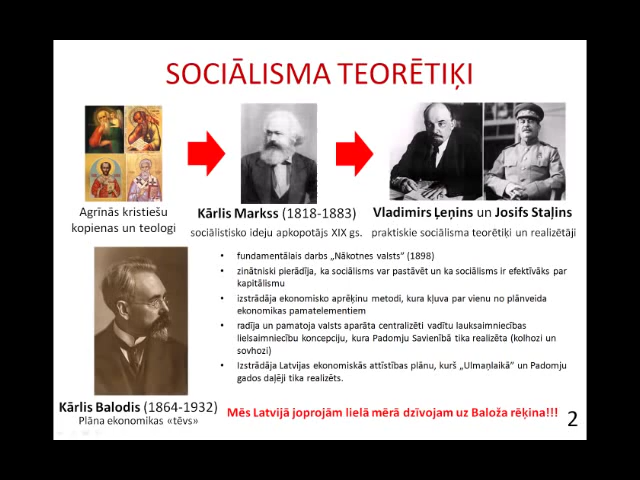 SOCIĀLISMA TEORĒTIĶI
Agrīnās kristiešu
kopienas un teologi
Kārlis Markss (1818-1883)
sociālistisko ideju apkopotājs XIX gs.
Vladimirs Ļeņins un Josifs Staļins
praktiskie sociālisma teorētiķi un realizētāji
• fundamentālais darbs „Nākotnes valsts" (1898)
• zinātniski pierādīja, ka sociālisms var pastāvēt un ka sociālisms ir efektīvāks par
kapitālismu
• izstrādāja ekonomisko aprēķinu metodi, kura kļuva par vienu no plānveida
ekonomikas pamatelementiem
• radīja un pamatoja valsts aparāta centralizēti vadītu lauksaimniecības
lielsaimniecību koncepciju, kura Padomju Savienībā tika realizēta (kolhozi un
sovhozi)
• Izstrādāja Latvijas ekonomiskās attīstības plānu, kurš „Ulmaņlaikā" un Padomju
gados daļēji tika realizēts.
Kārlis Balodis (1864-1932)
Plāna ekonomikas «tēvs»
Mēs Latvijā joprojām lielā mērā dzīvojam uz Baloža rēķina!!!
2